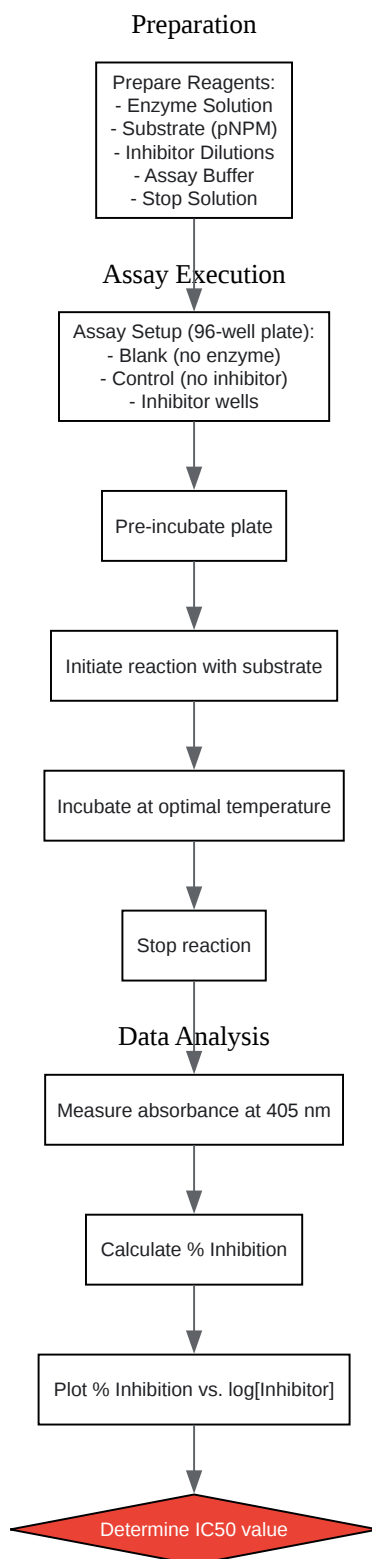 Preparation
Prepare Reagents:
- Enzyme Solution
- Substrate (pNPM)
- Inhibitor Dilutions
- Assay Buffer
- Stop Solution
Assay Execution
Assay Setup (96-well plate):
- Blank (no enzyme)
- Control (no inhibitor)
- Inhibitor wells
Pre-incubate plate
Initiate reaction with substrate
Incubate at optimal temperature
Stop reaction
Data Analysis
Measure absorbance at 405 nm
Calculate % Inhibition
Plot % Inhibition vs. log[Inhibitor]
Determine IC50 value